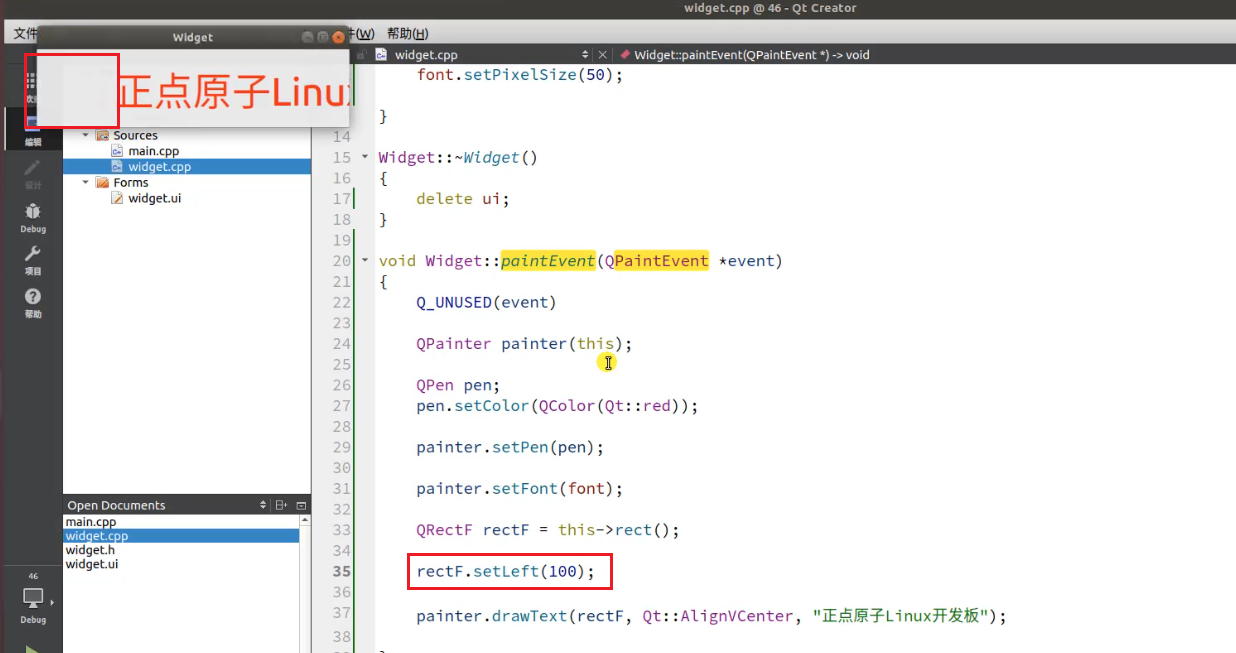 widget.cpp @ 46 - Qt Creator
文件
件(W) 帮助(H)
Widget
正点原子Linux
widget.cpp
Widget::paintEvent(QPaintEvent *) -> void
Sources
main.cpp
widget.cpp
Forms
widget.ui
编辑
设计
Debug
项目
帮助
Open Documents
main.cpp
widget.cpp
widget.h
widget.ui
46
Debug
font.setPixelSize(50);
}
14
15 Widget::~Widget()
16 {
17 delete ui;
18 }
19
20 void Widget::paintEvent(QPaintEvent *event)
21 {
22 Q_UNUSED(event)
23
24 QPainter painter(this);
25
26 QPen pen;
27 pen.setColor(QColor(Qt::red));
28
29 painter.setPen(pen);
30
31 painter.setFont(font);
32
33 QRectF rectF = this->rect();
34
35 rectF.setLeft(100);
36
37 painter.drawText(rectF, Qt::AlignVCenter, "正点原子Linux开发板");
38